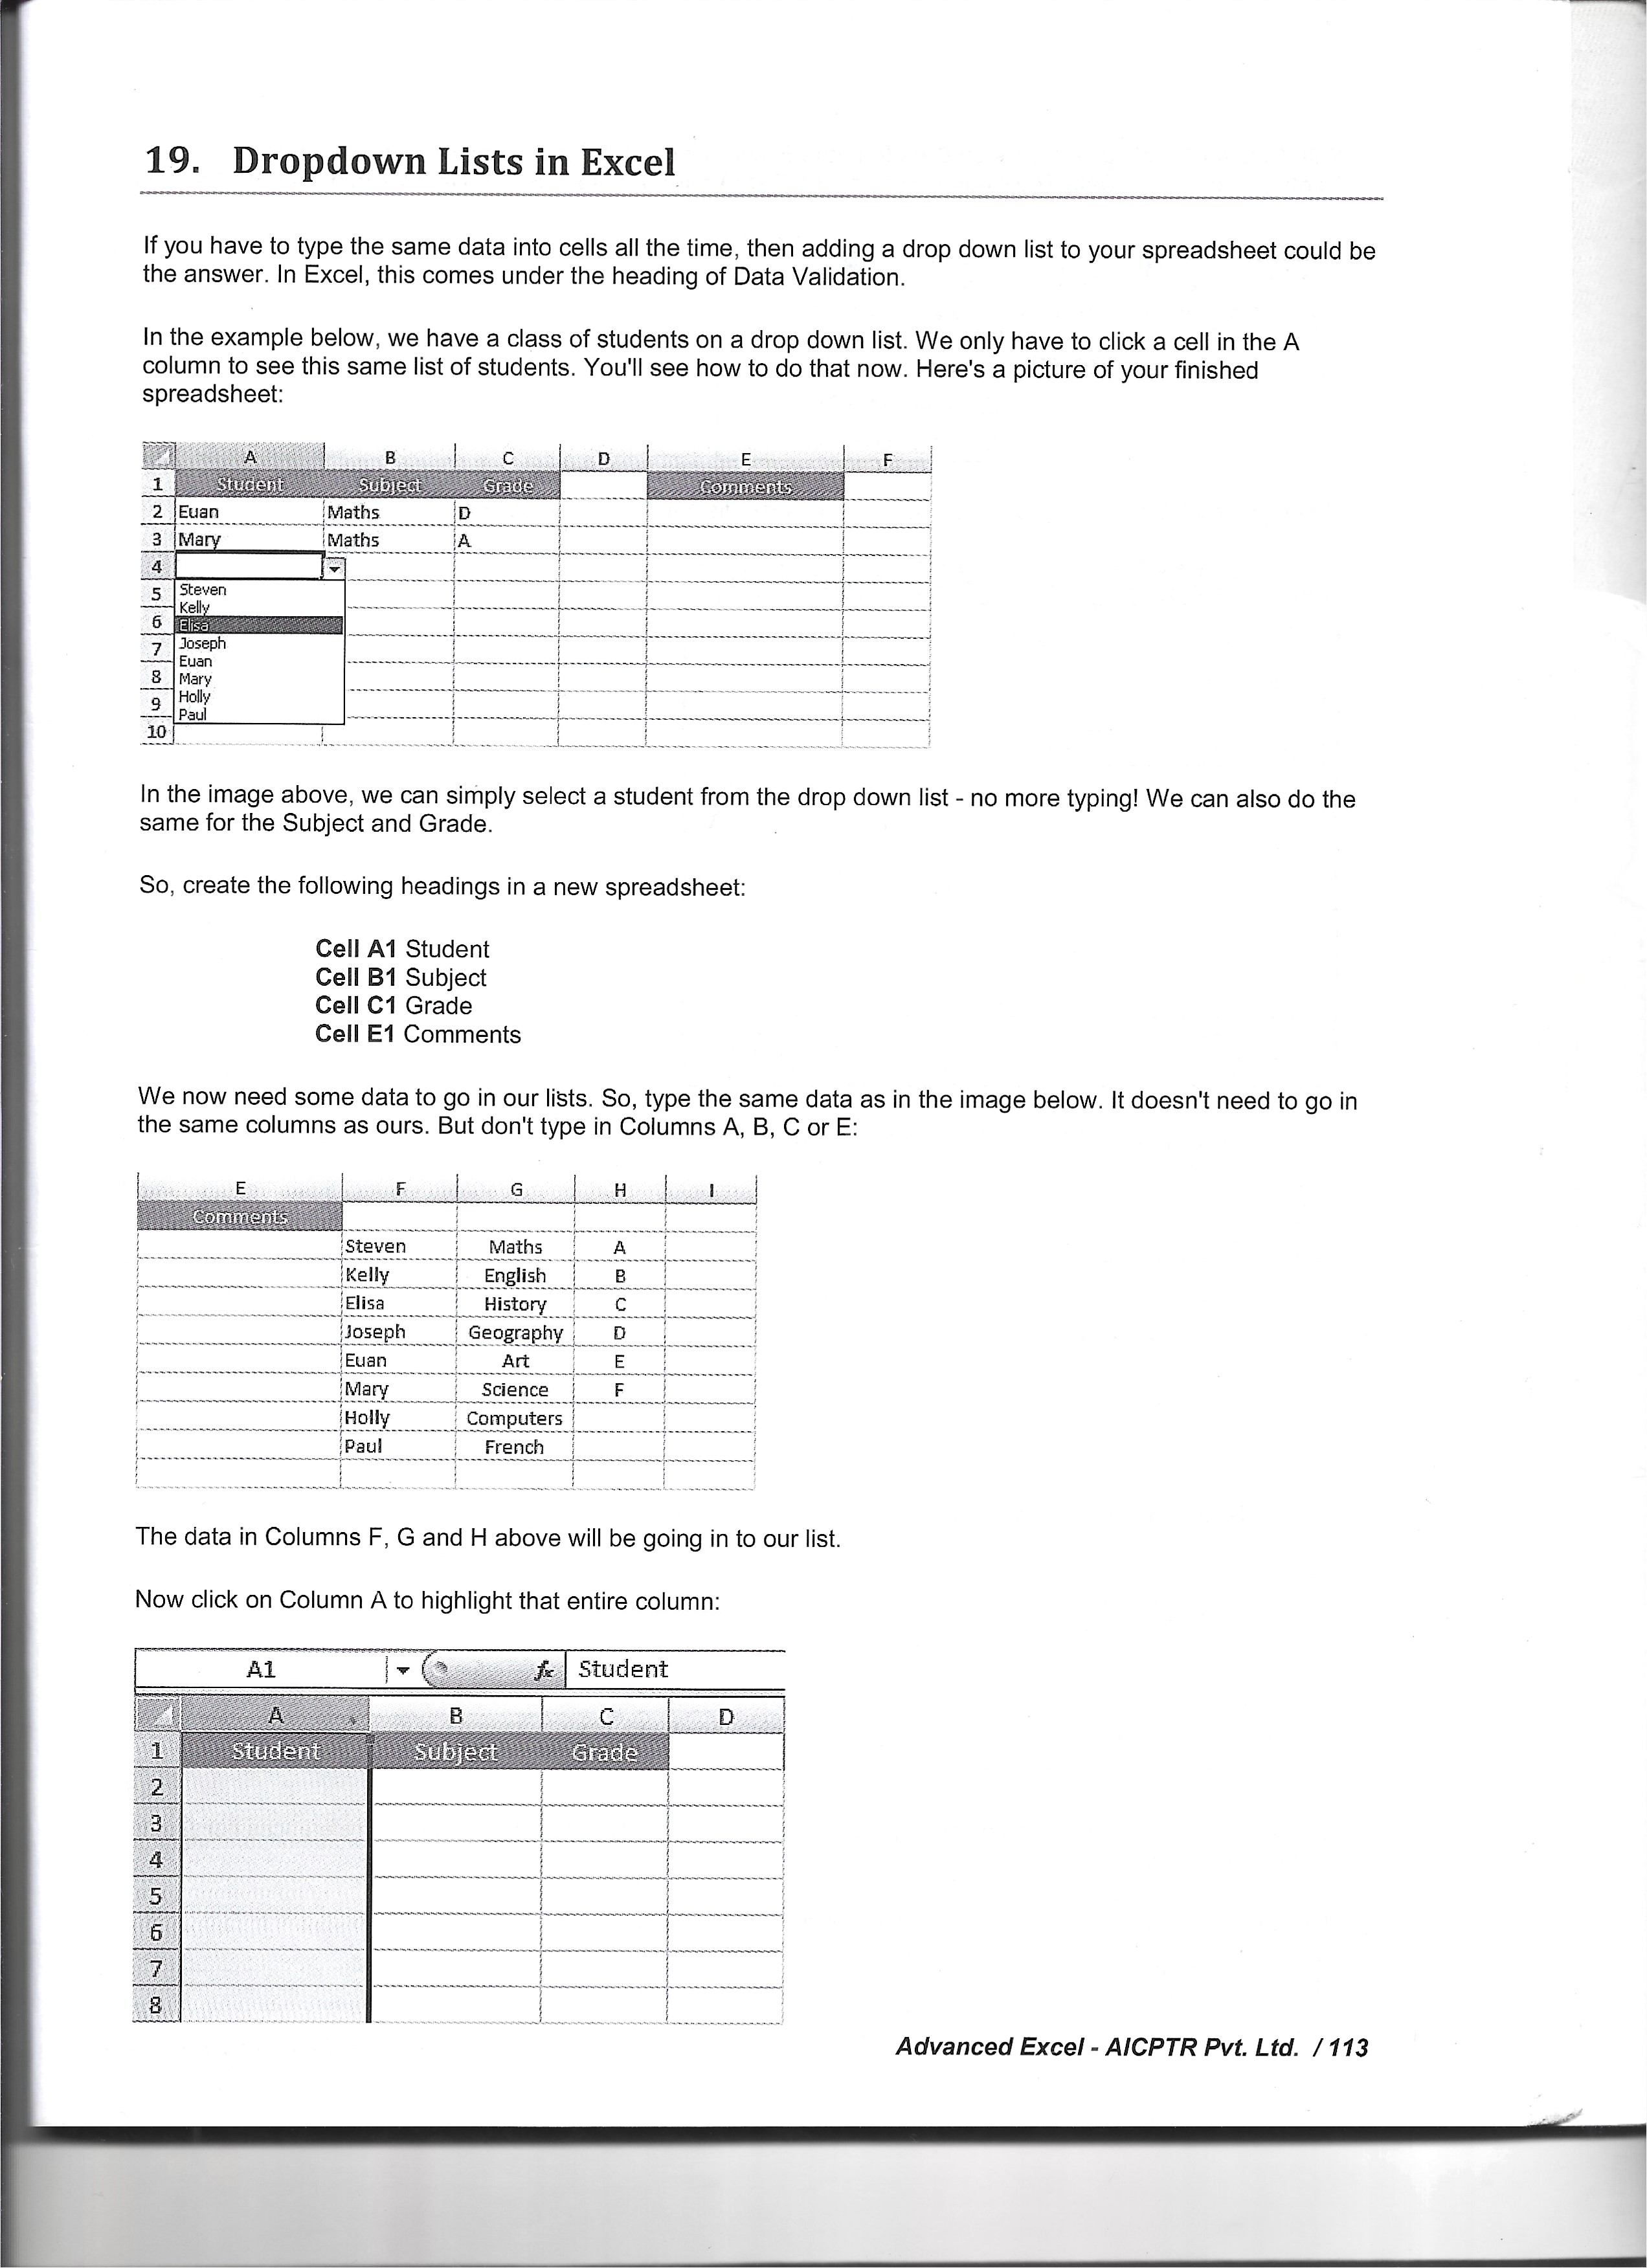 19. Dropdown Lists in Excel
If you have to type the same data into cells all the time, then adding a drop down list to your spreadsheet could be
the answer. In Excel, this comes under the heading of Data Validation.
In the example below, we have a class of students on a drop down list. We only have to click a cell in the A
column to see this same list of students. You'll see how to do that now. Here's a picture of your finished
spreadsheet:
A B C D E F
1 Student Subject Grade Comments
2 Euan Maths D
3 Mary Maths A
4
5 Steven
Kelly
6 Elisa
7 Joseph
Euan
8 Mary
9 Holly
Paul
10
In the image above, we can simply select a student from the drop down list - no more typing! We can also do the
same for the Subject and Grade.
So, create the following headings in a new spreadsheet:
Cell A1 Student
Cell B1 Subject
Cell C1 Grade
Cell E1 Comments
We now need some data to go in our lists. So, type the same data as in the image below. It doesn't need to go in
the same columns as ours. But don't type in Columns A, B, C or E:
E F G H I
Comments
Steven Maths A
Kelly English B
Elisa History C
Joseph Geography D
Euan Art E
Mary Science F
Holly Computers
Paul French
The data in Columns F, G and H above will be going in to our list.
Now click on Column A to highlight that entire column:
A1 fx Student
A B C D
1 Student Subject Grade
2
3
4
5
6
7
8
Advanced Excel - AICPTR Pvt. Ltd. / 113